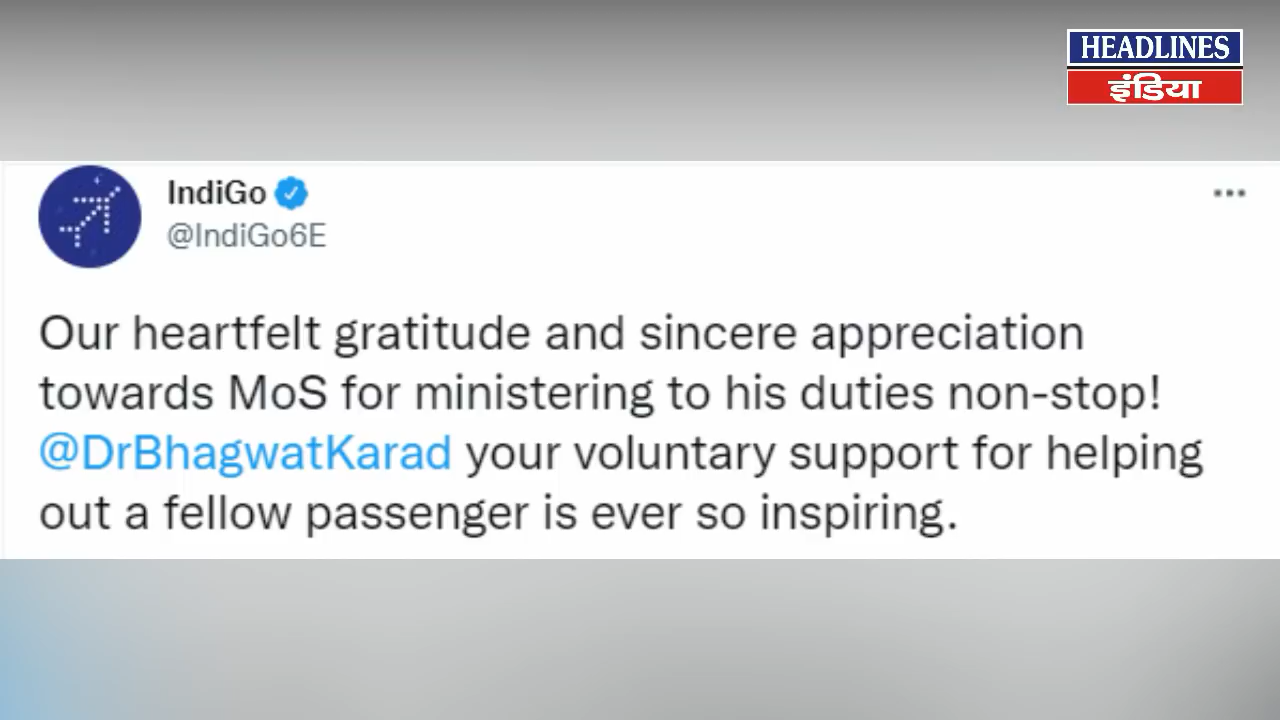 HEADLINES
इंडिया
IndiGo
@IndiGo6E
Our heartfelt gratitude and sincere appreciation
towards MoS for ministering to his duties non-stop!
@DrBhagwatKarad your voluntary support for helping
out a fellow passenger is ever so inspiring.